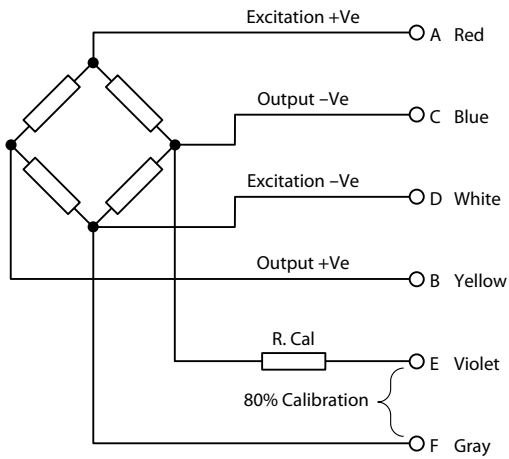 Excitation +Ve
A Red
Output –Ve
C Blue
Excitation –Ve
D White
Output +Ve
B Yellow
R. Cal
E Violet
80% Calibration
F Gray